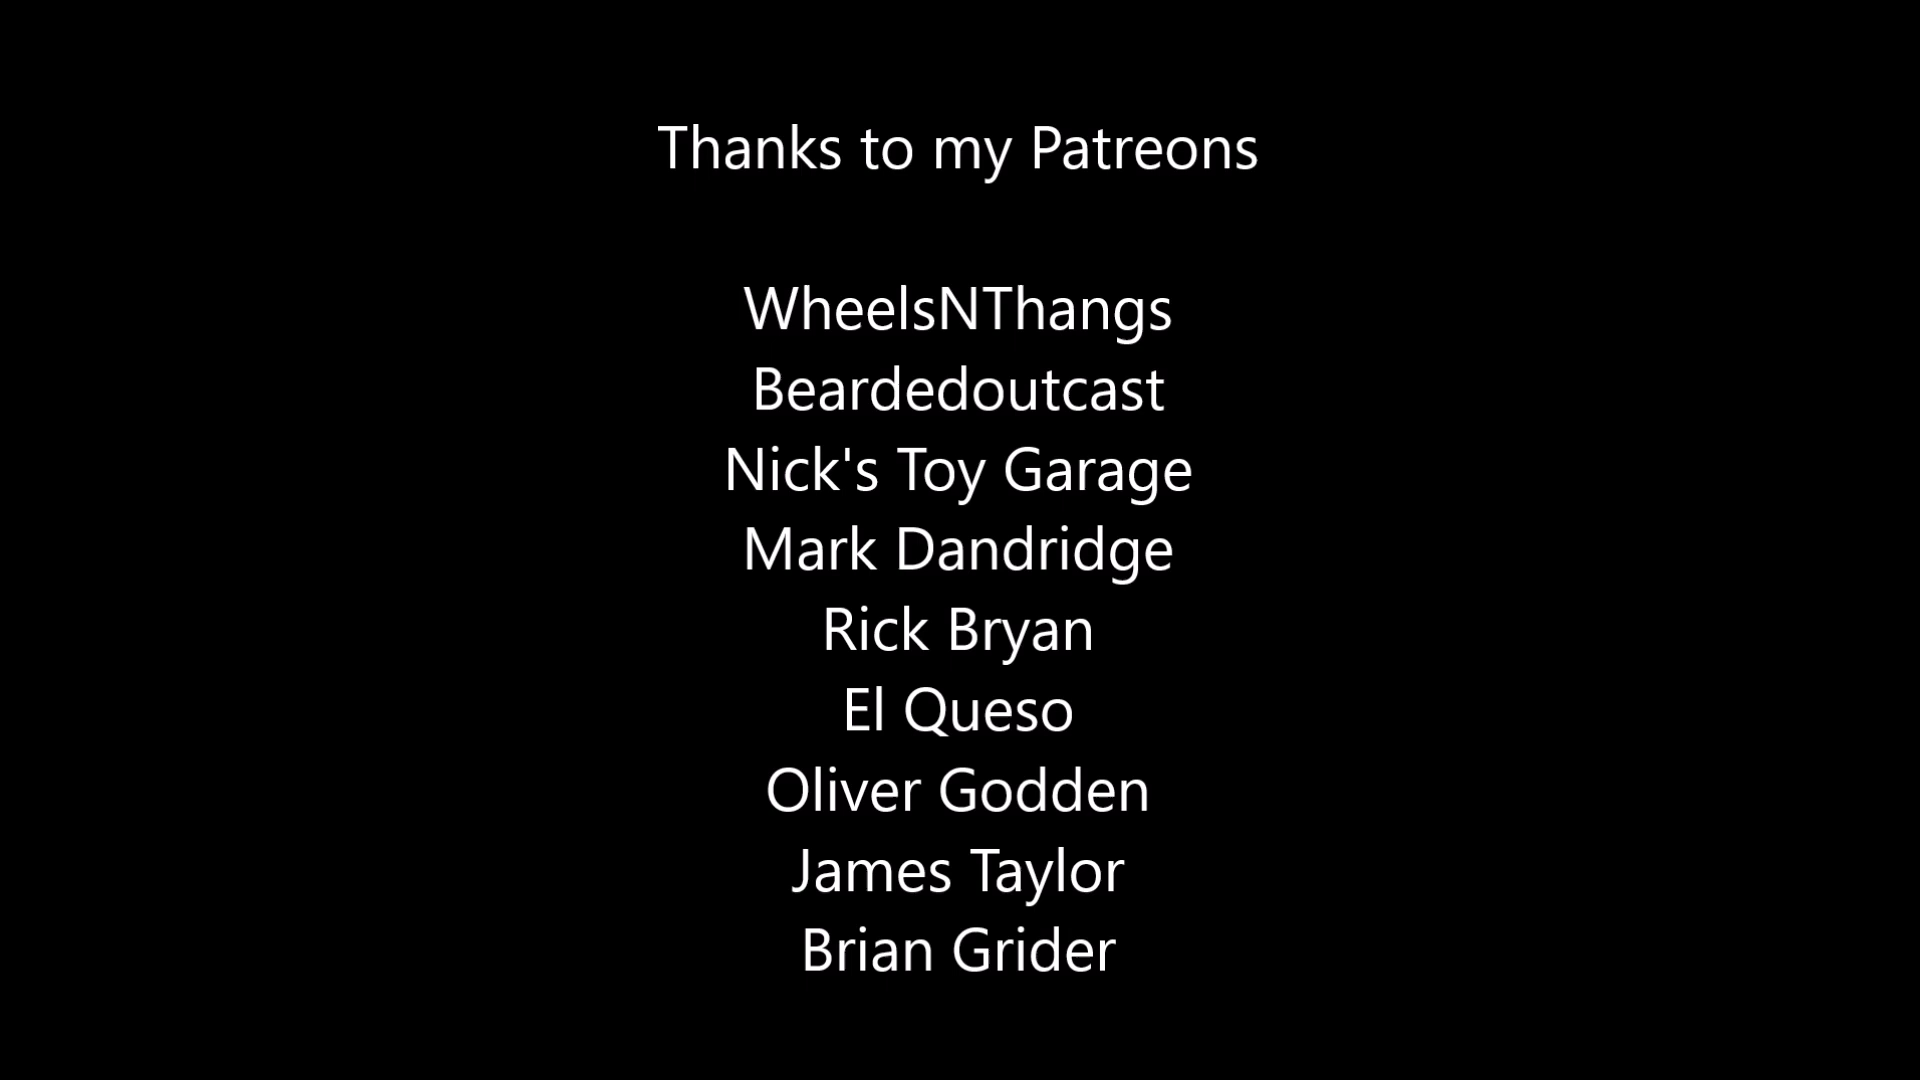 Thanks to my Patreons
WheelsNThangs
Beardedoutcast
Nick's Toy Garage
Mark Dandridge
Rick Bryan
El Queso
Oliver Godden
James Taylor
Brian Grider